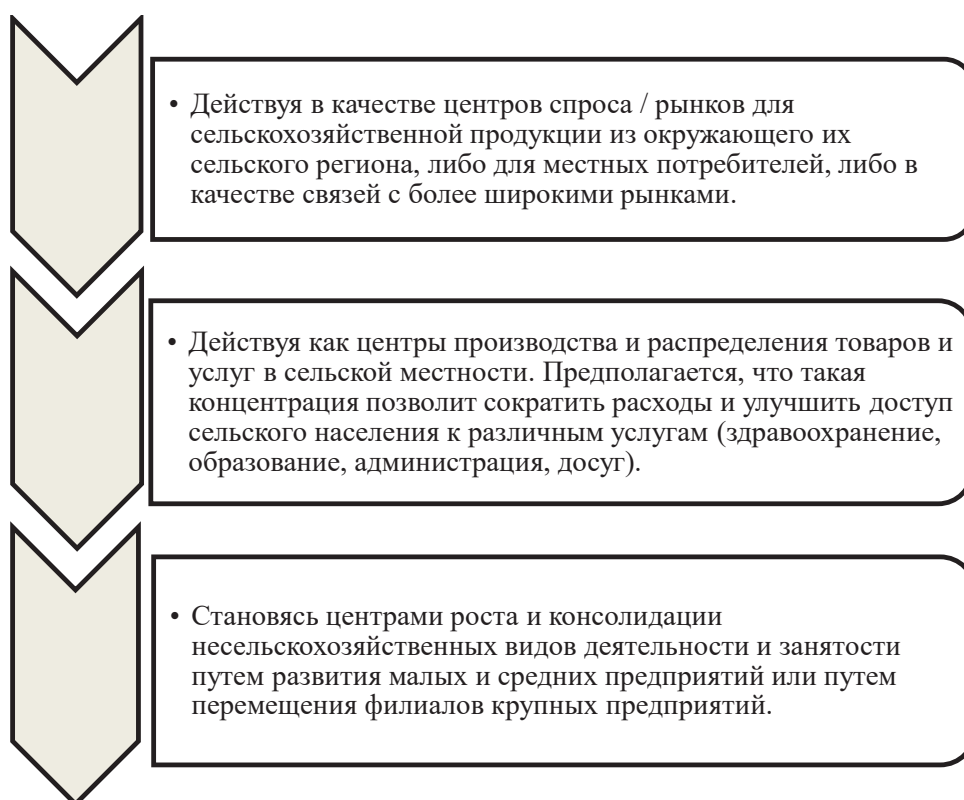 • Действуя в качестве центров спроса / рынков для
сельскохозяйственной продукции из окружающего их
сельского региона, либо для местных потребителей, либо в
качестве связей с более широкими рынками.
• Действуя как центры производства и распределения товаров и
услуг в сельской местности. Предполагается, что такая
концентрация позволит сократить расходы и улучшить доступ
сельского населения к различным услугам (здравоохранение,
образование, администрация, досуг).
• Становясь центрами роста и консолидации
несельскохозяйственных видов деятельности и занятости
путем развития малых и средних предприятий или путем
перемещения филиалов крупных предприятий.